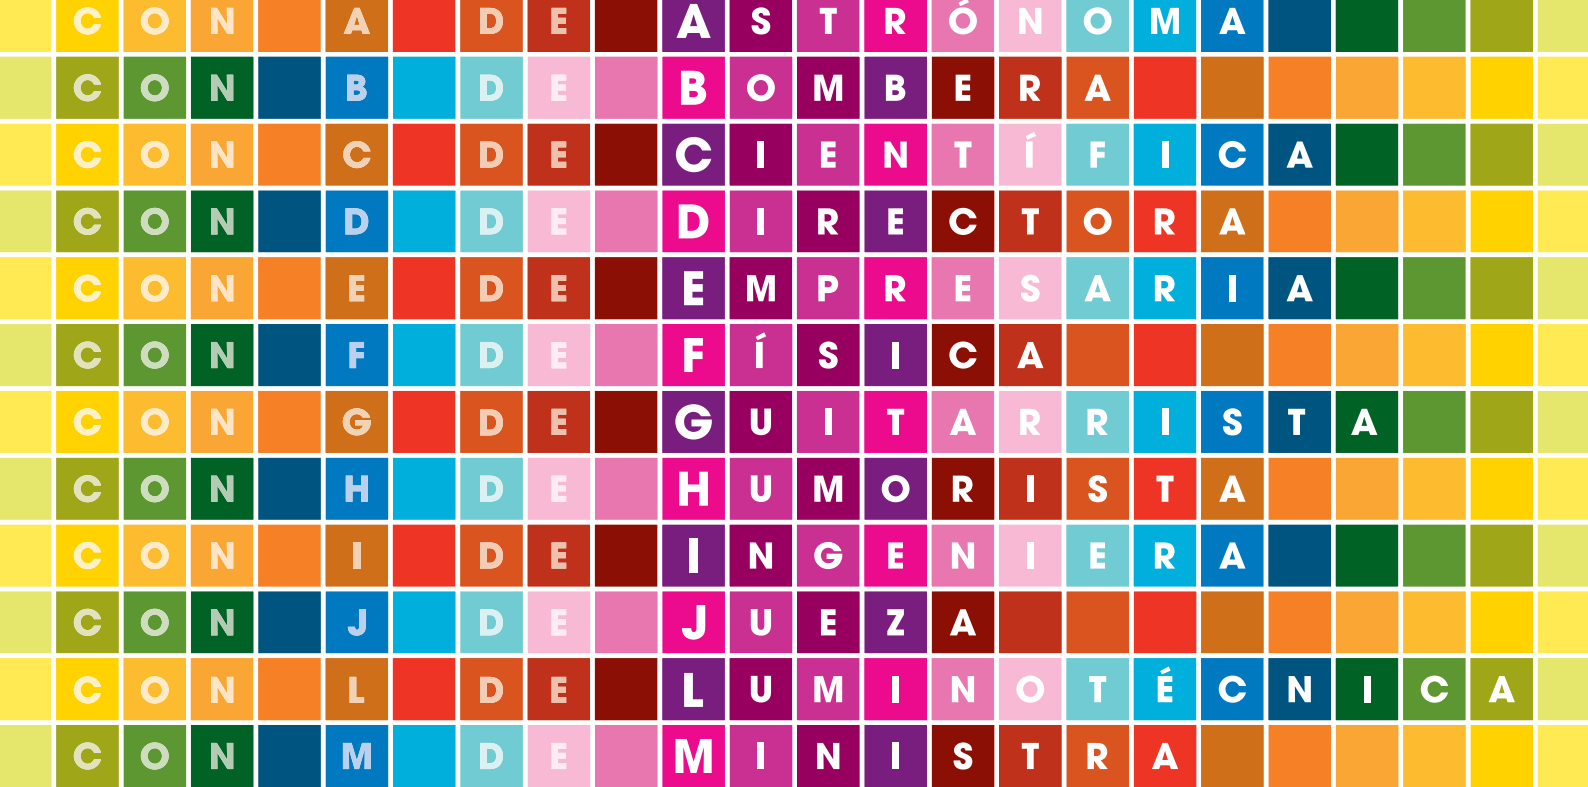 CON A DE ASTRÓNOMA
CON B DE BOMBERA
CON C DE CIENTÍFICA
CON D DE DIRECTORA
CON E DE EMPRESARIA
CON F DE FÍSICA
CON G DE GUITARRISTA
CON H DE HUMORISTA
CON I DE INGENIERA
CON J DE JUEZA
CON L DE LUMINOTÉCNICA
CON M DE MINISTRA